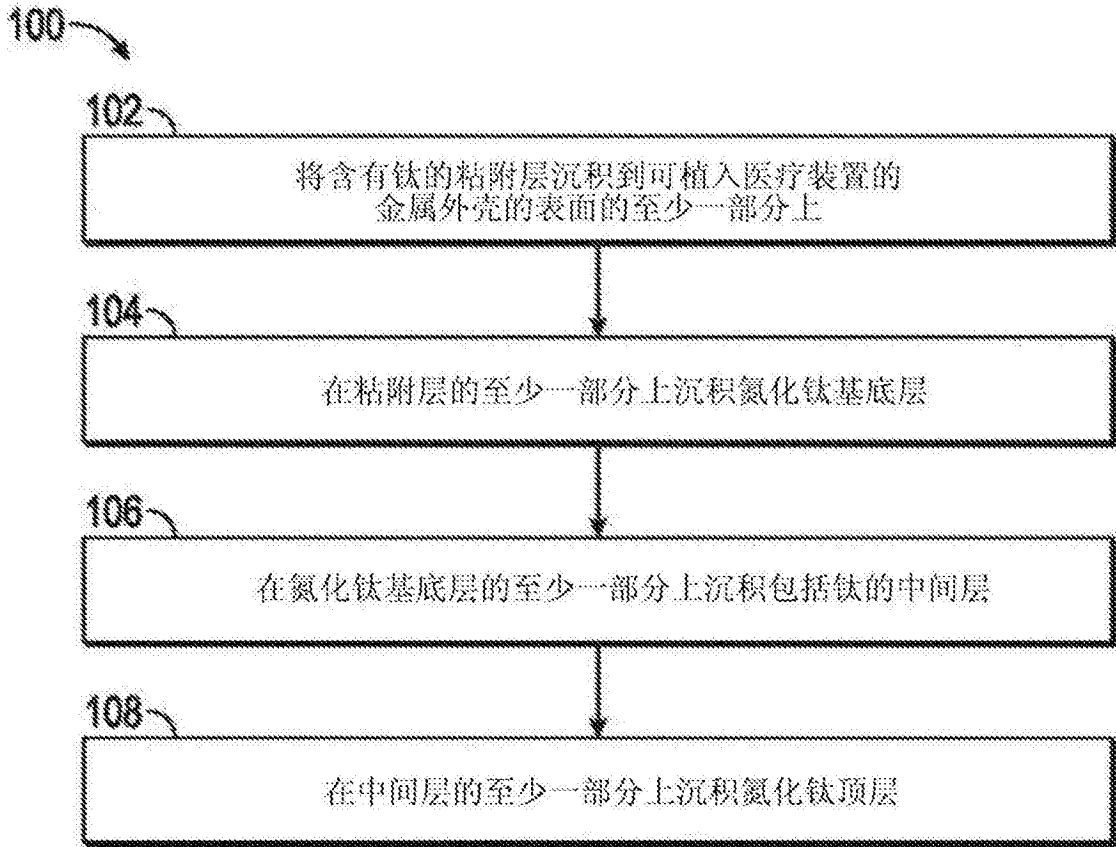 100
102
将含有钛的粘附层沉积到可植入医疗装置的
金属外壳的表面的至少一部分上
104
在粘附层的至少一部分上沉积氮化钛基底层
106
在氮化钛基底层的至少一部分上沉积包括钛的中间层
108
在中间层的至少一部分上沉积氮化钛顶层